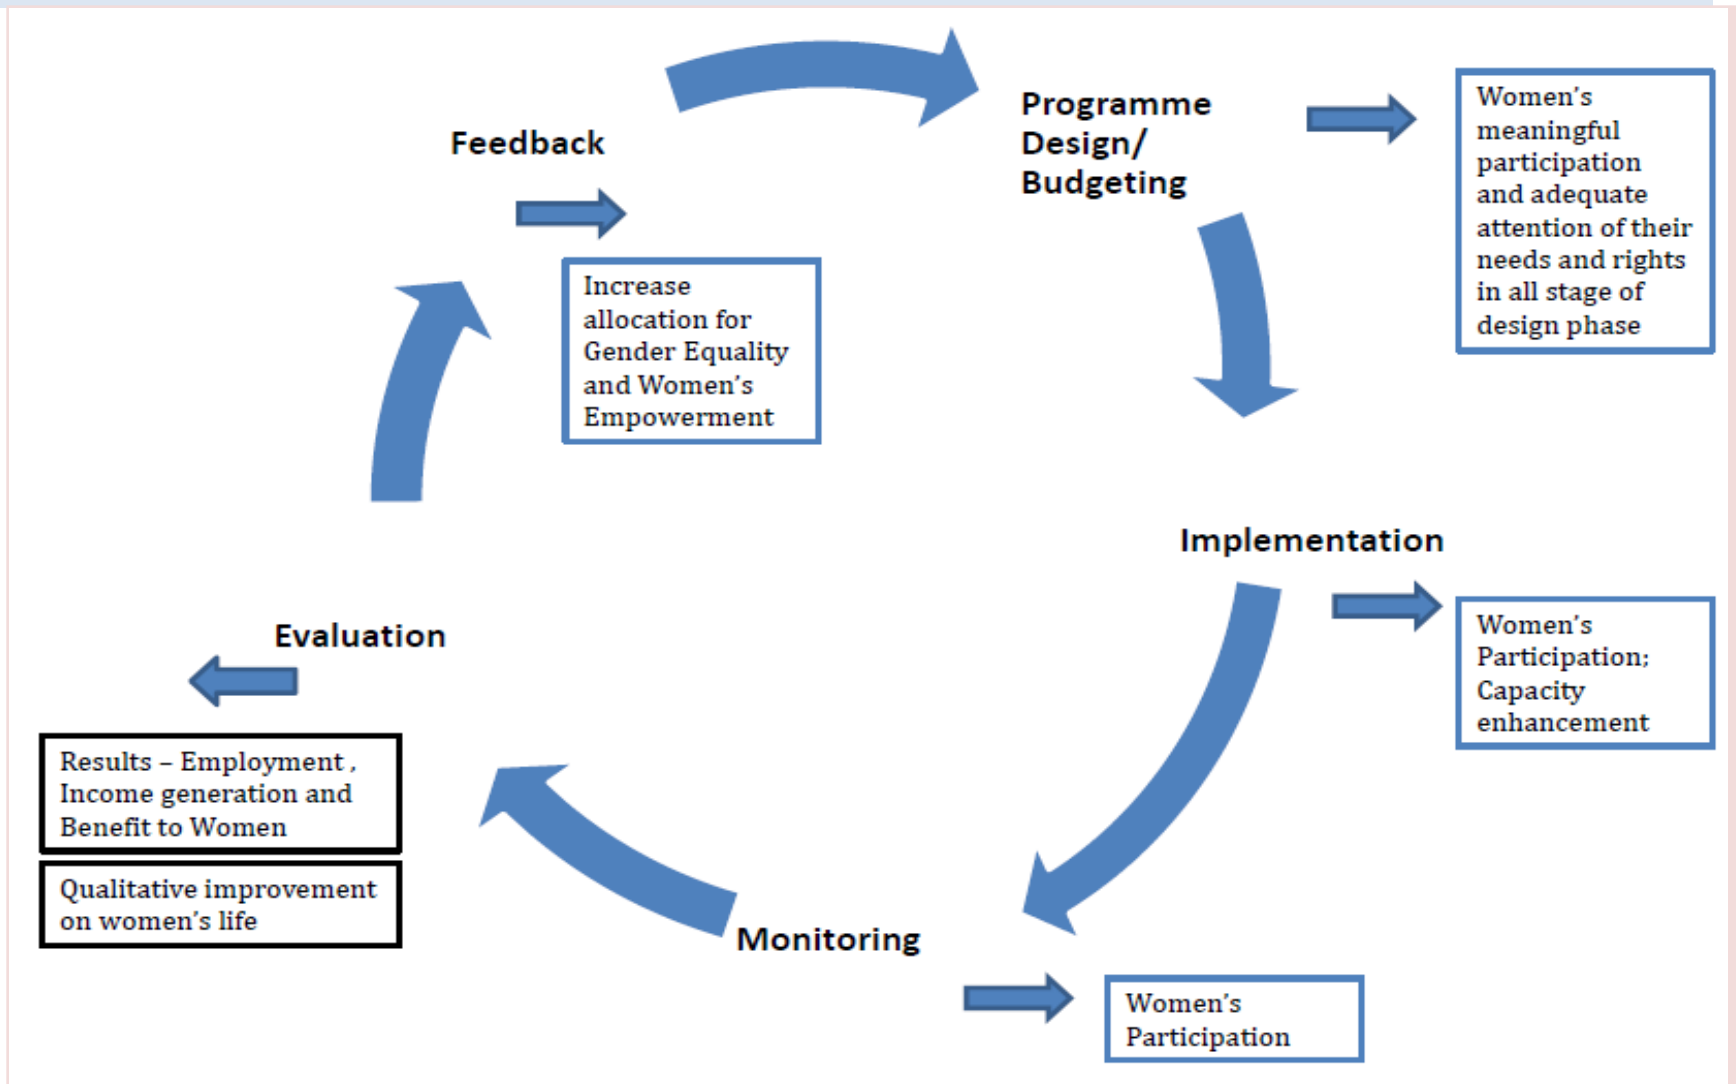 Feedback
Increase
allocation for
Gender Equality
and Women's
Empowerment
Programme
Design/
Budgeting
Women's
meaningful
participation
and adequate
attention of their
needs and rights
in all stage of
design phase
Implementation
Women's
Participation;
Capacity
enhancement
Monitoring
Women's
Participation
Evaluation
Results – Employment ,
Income generation and
Benefit to Women
Qualitative improvement
on women's life